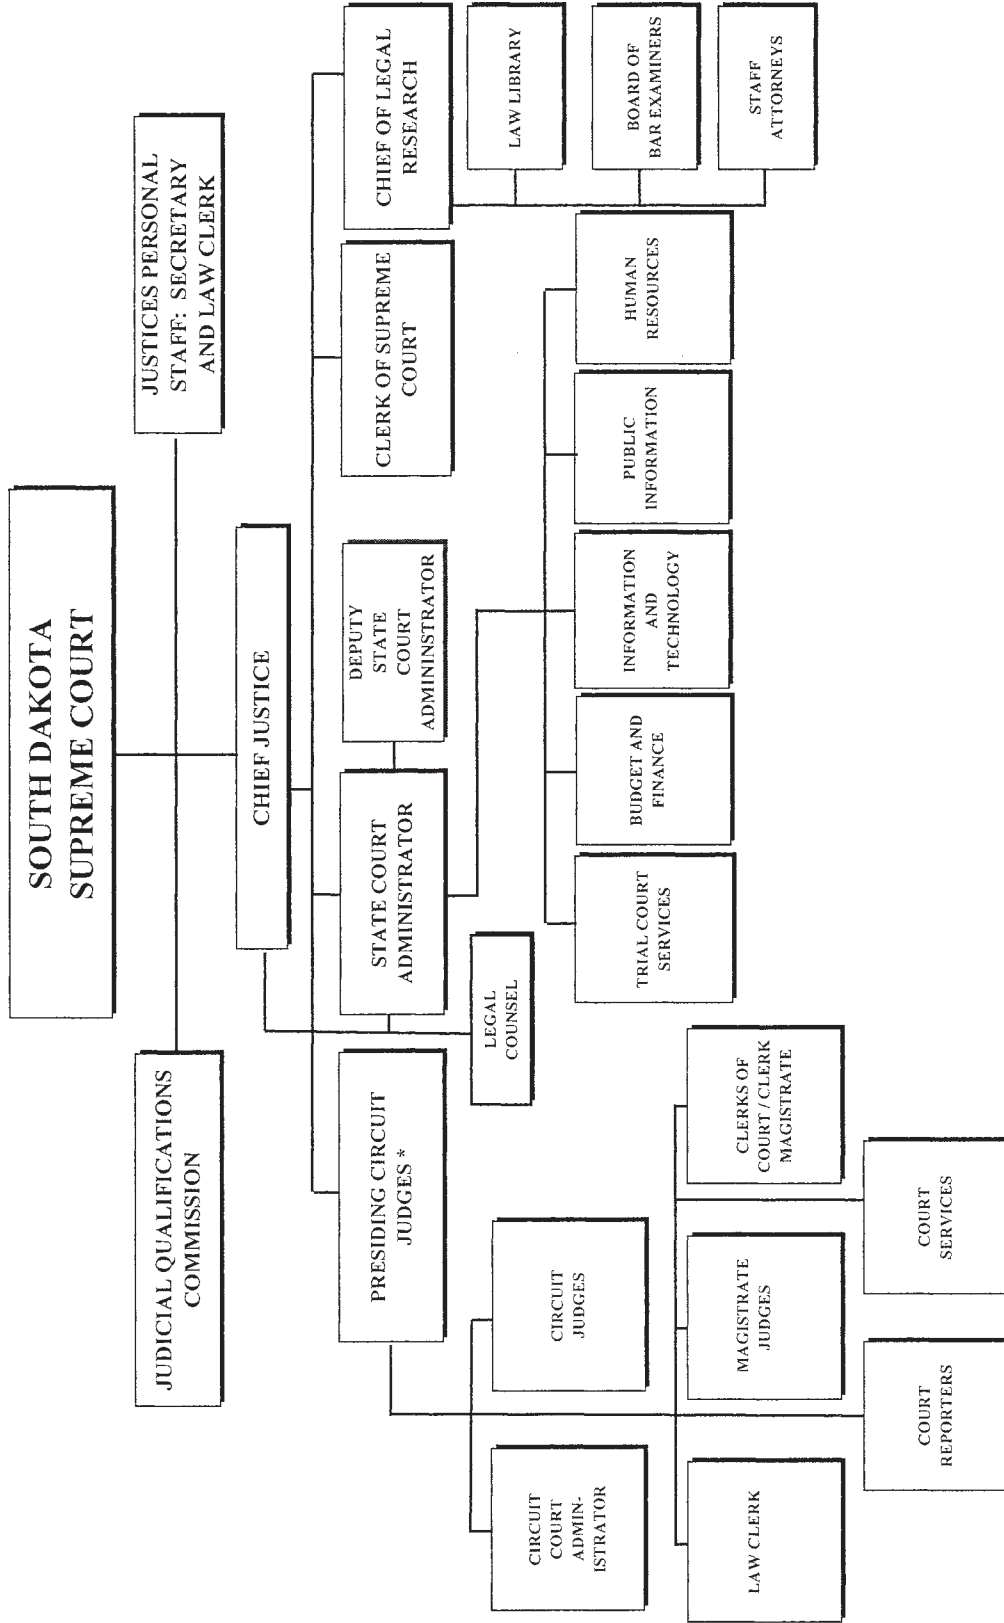 SOUTH DAKOTA
SUPREME COURT
JUDICIAL QUALIFICATIONS
COMMISSION
JUSTICES PERSONAL
STAFF: SECRETARY
AND LAW CLERK
CHIEF JUSTICE
PRESIDING CIRCUIT
JUDGES *
STATE COURT
ADMINISTRATOR
DEPUTY
STATE
COURT
ADMININSTRATOR
CLERK OF SUPREME
COURT
CHIEF OF LEGAL
RESEARCH
LEGAL
COUNSEL
LAW LIBRARY
BOARD OF
BAR EXAMINERS
STAFF
ATTORNEYS
CIRCUIT
COURT
ADMIN-
ISTRATOR
CIRCUIT
JUDGES
TRIAL COURT
SERVICES
BUDGET AND
FINANCE
INFORMATION
AND
TECHNOLOGY
PUBLIC
INFORMATION
HUMAN
RESOURCES
LAW CLERK
MAGISTRATE
JUDGES
CLERKS OF
COURT / CLERK
MAGISTRATE
COURT
REPORTERS
COURT
SERVICES